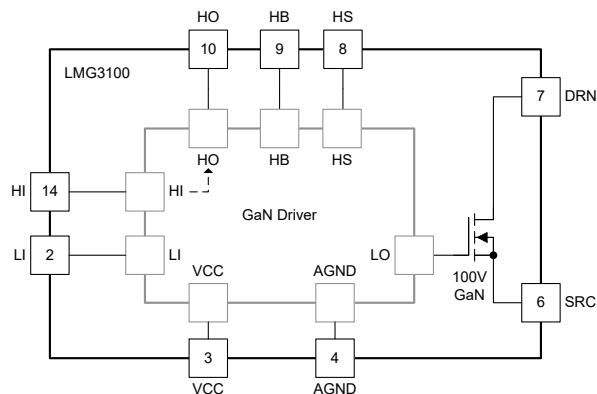 HO HB HS
10 9 8
LMG3100
7 DRN
HO HB HS
HI 14 HI
GaN Driver
LI 2 LI
LO
VCC AGND
100V
GaN
6 SRC
3 4
VCC AGND